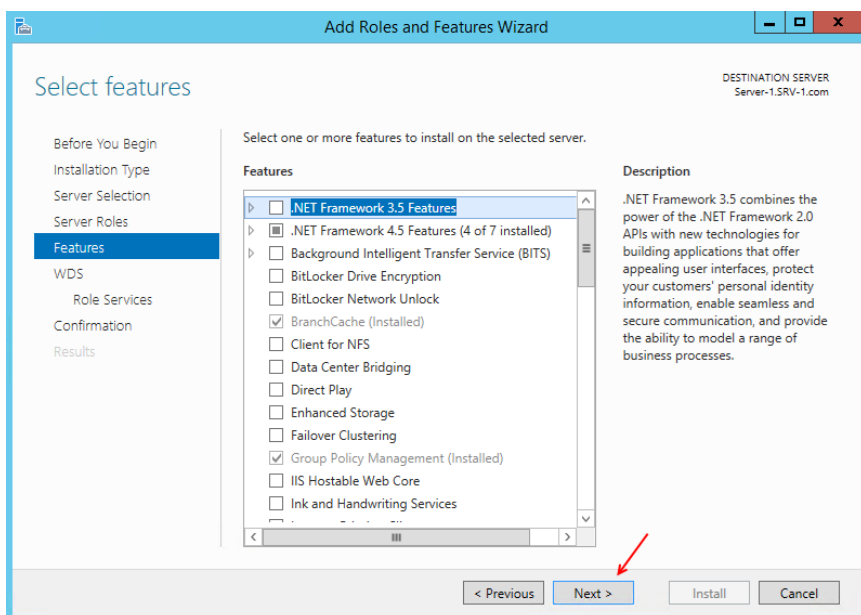 Add Roles and Features Wizard
Select features
DESTINATION SERVER
Server-1.SRV-1.com
Before You Begin
Installation Type
Server Selection
Server Roles
Features
WDS
Role Services
Confirmation
Results
Select one or more features to install on the selected server.
Features
.NET Framework 3.5 Features
.NET Framework 4.5 Features (4 of 7 installed)
Background Intelligent Transfer Service (BITS)
BitLocker Drive Encryption
BitLocker Network Unlock
BranchCache (Installed)
Client for NFS
Data Center Bridging
Direct Play
Enhanced Storage
Failover Clustering
Group Policy Management (Installed)
IIS Hostable Web Core
Ink and Handwriting Services
Description
.NET Framework 3.5 combines the
power of the .NET Framework 2.0
APIs with new technologies for
building applications that offer
appealing user interfaces, protect
your customers' personal identity
information, enable seamless and
secure communication, and provide
the ability to model a range of
business processes.
< Previous
Next >
Install
Cancel